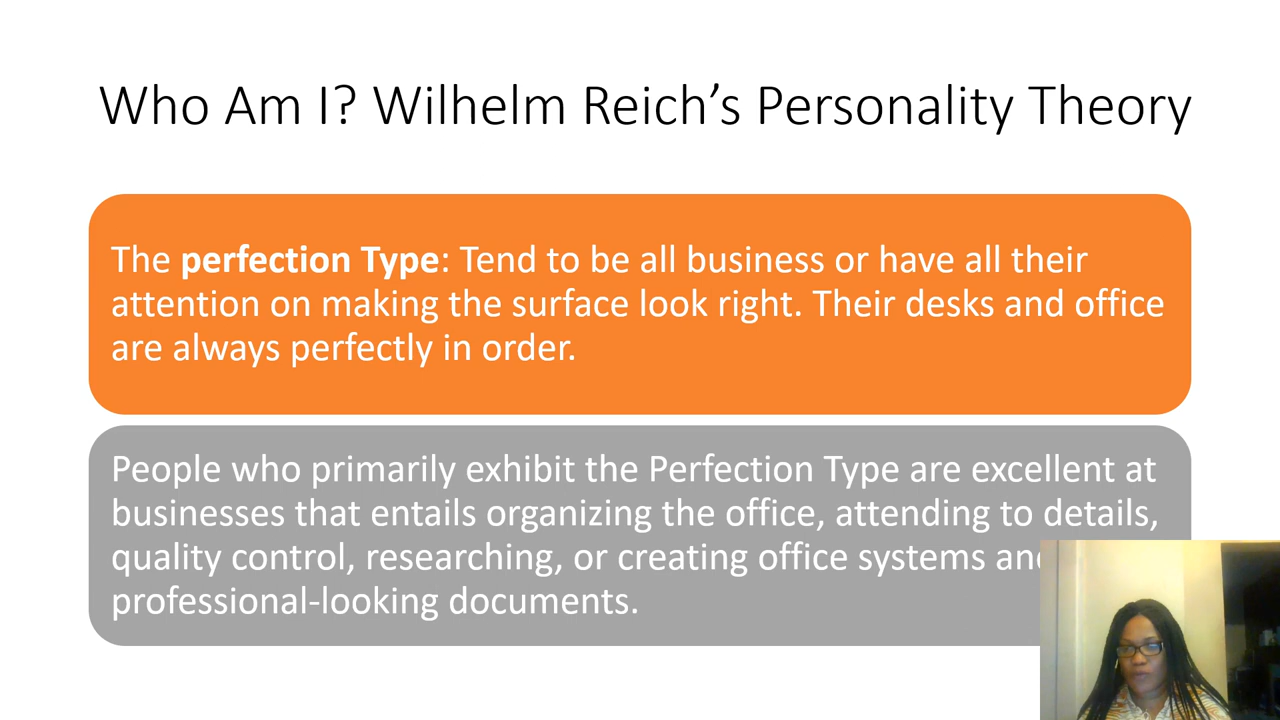 Who Am I? Wilhelm Reich’s Personality Theory
The perfection Type: Tend to be all business or have all their
attention on making the surface look right. Their desks and office
are always perfectly in order.
People who primarily exhibit the Perfection Type are excellent at
businesses that entails organizing the office, attending to details,
quality control, researching, or creating office systems
professional-looking documents.